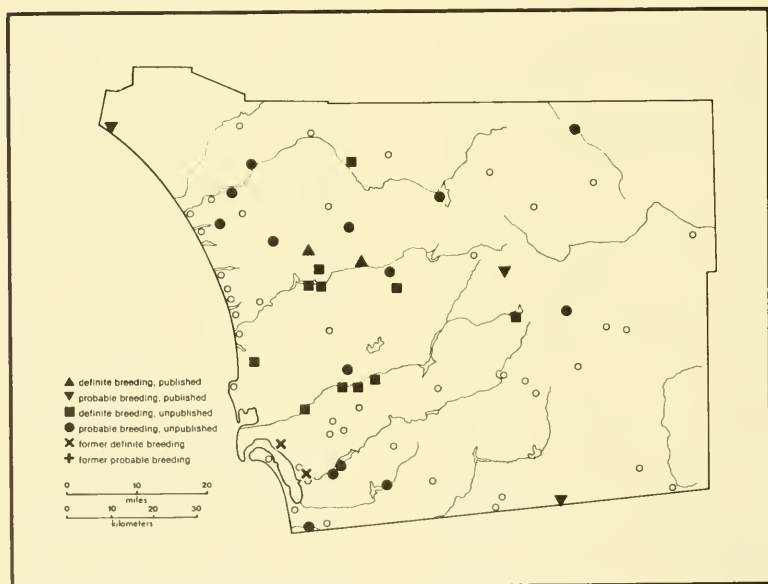 definite breeding, published
probable breeding, published
definite breeding, unpublished
probable breeding, unpublished
former definite breeding
former probable breeding
0 10 20
miles
0 10 20 30
kilometers